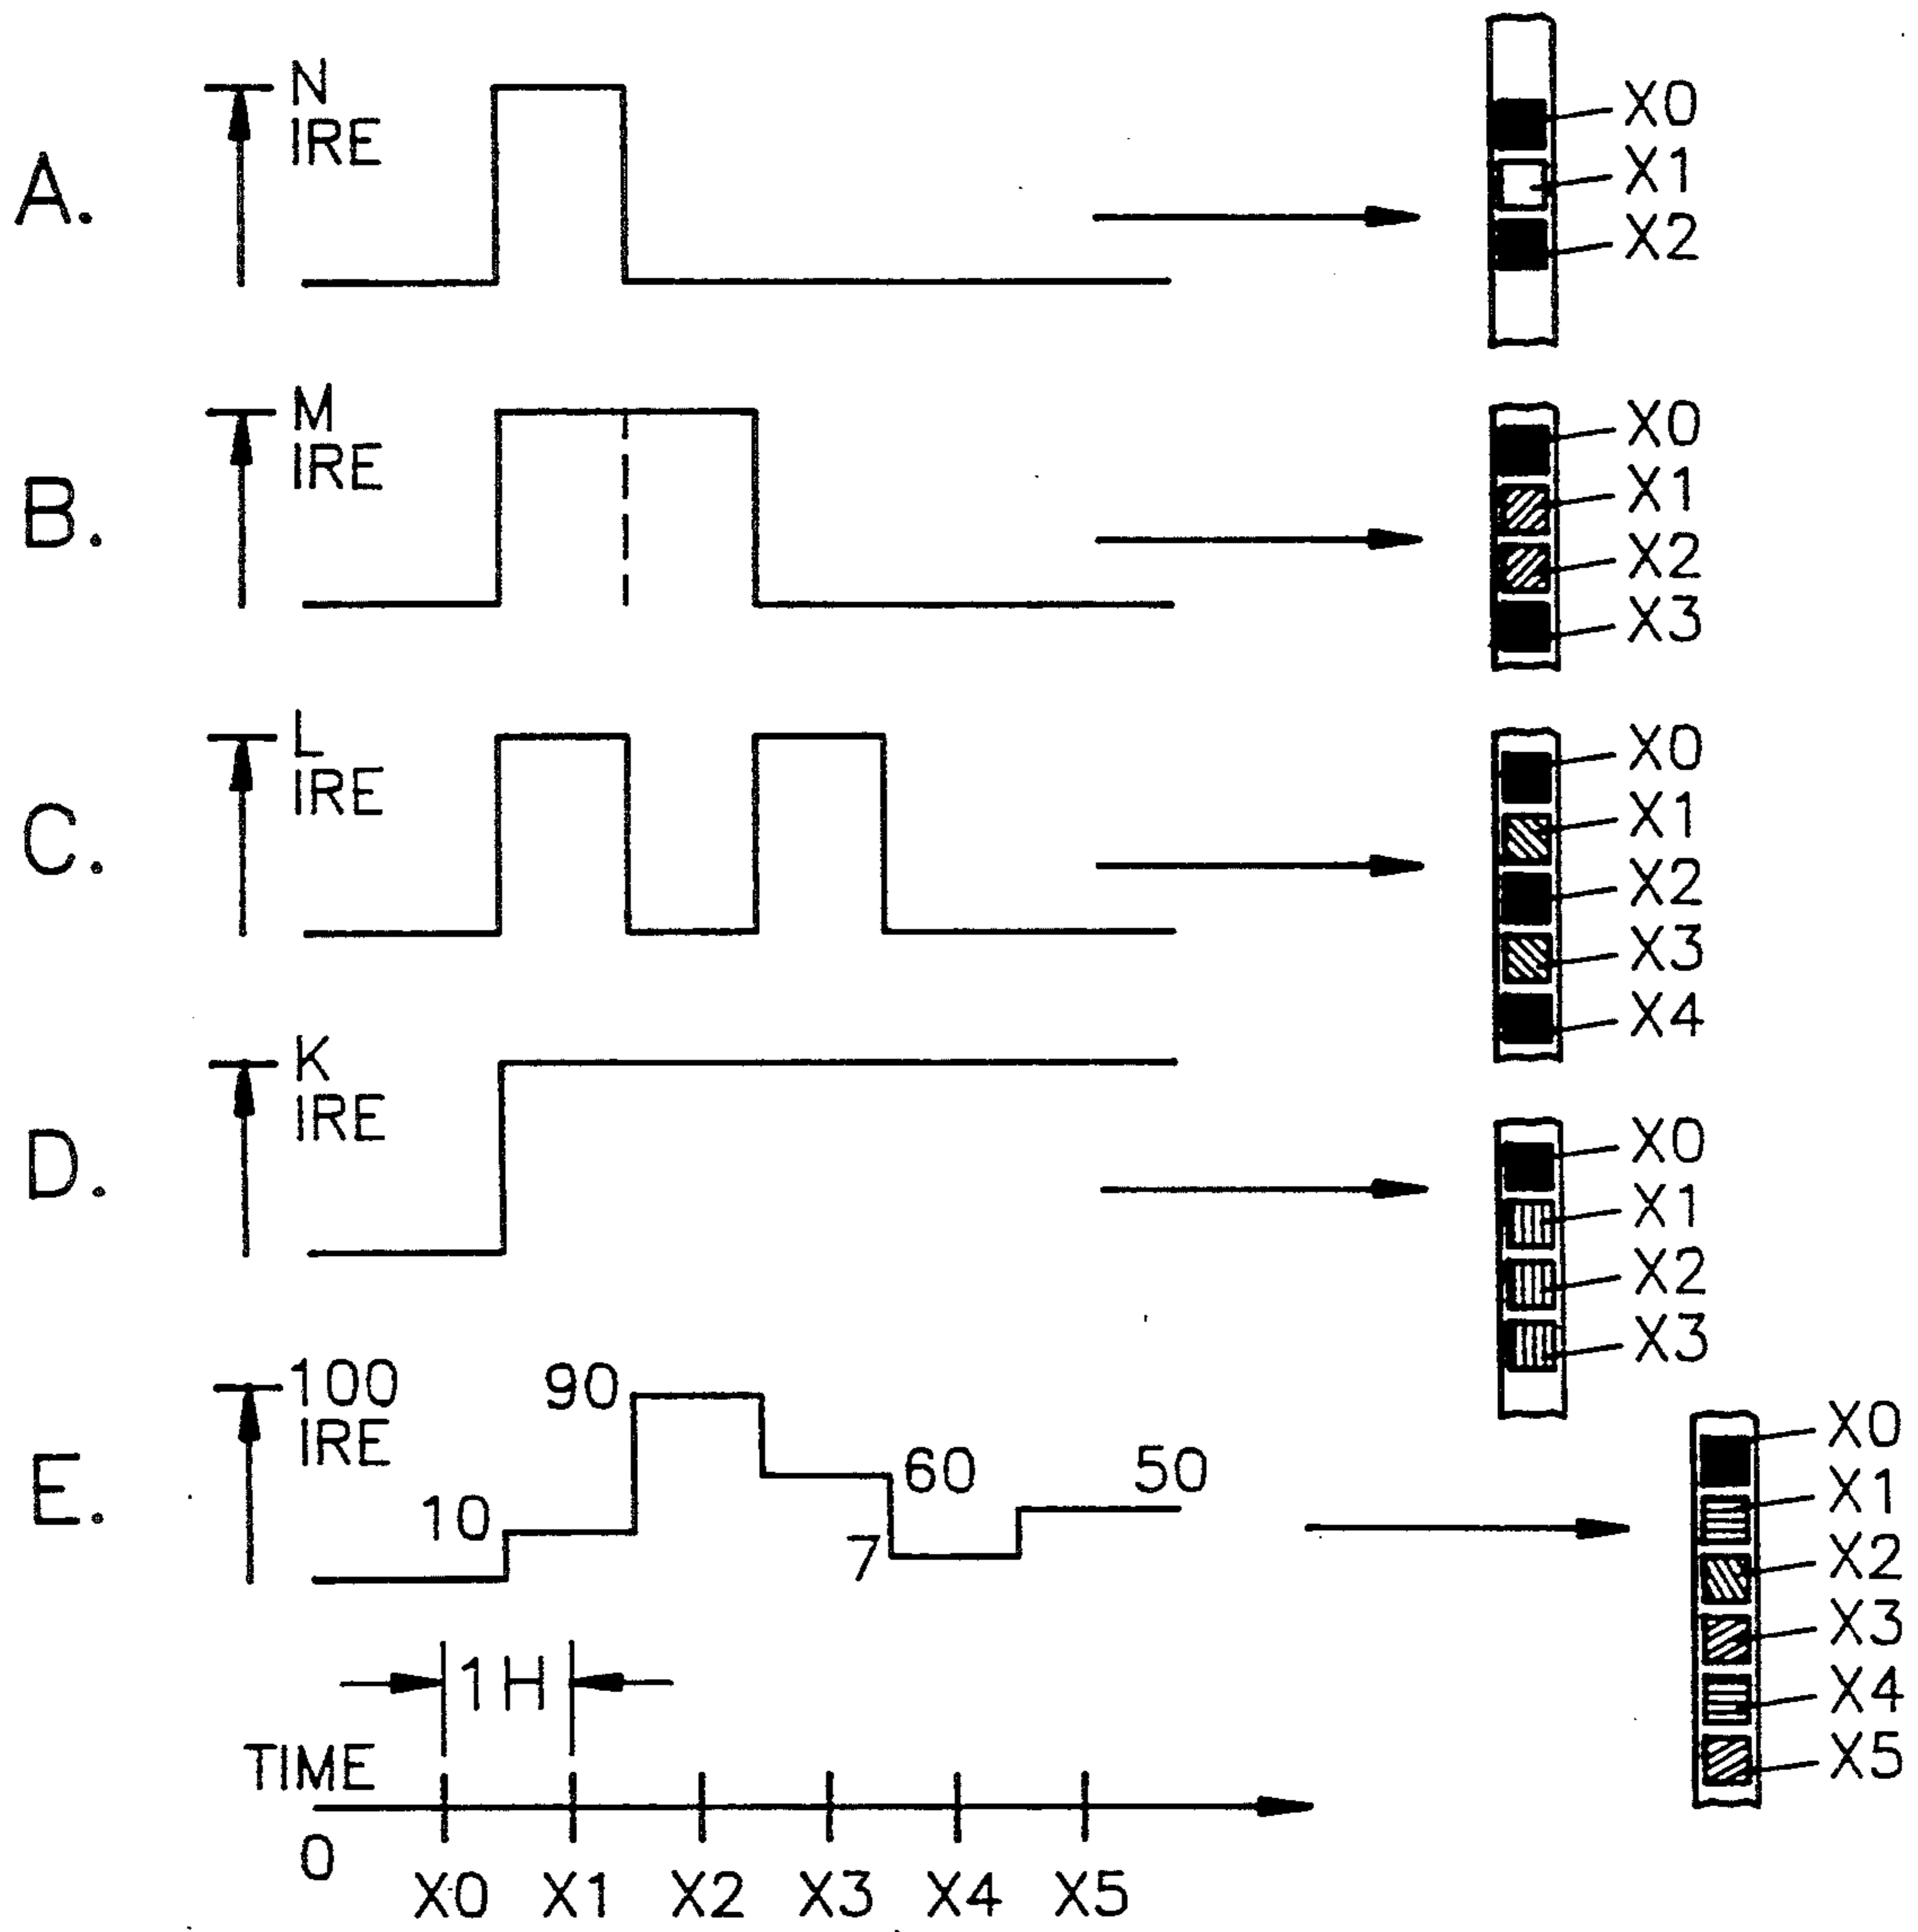 A.
N
IRE
X0
X1
X2
B.
M
IRE
X0
X1
X2
X3
C.
L
IRE
X0
X1
X2
X3
X4
D.
K
IRE
X0
X1
X2
X3
E.
100
IRE
10
90
60
7
50
X0
X1
X2
X3
X4
X5
1H
TIME
0
X0 X1 X2 X3 X4 X5